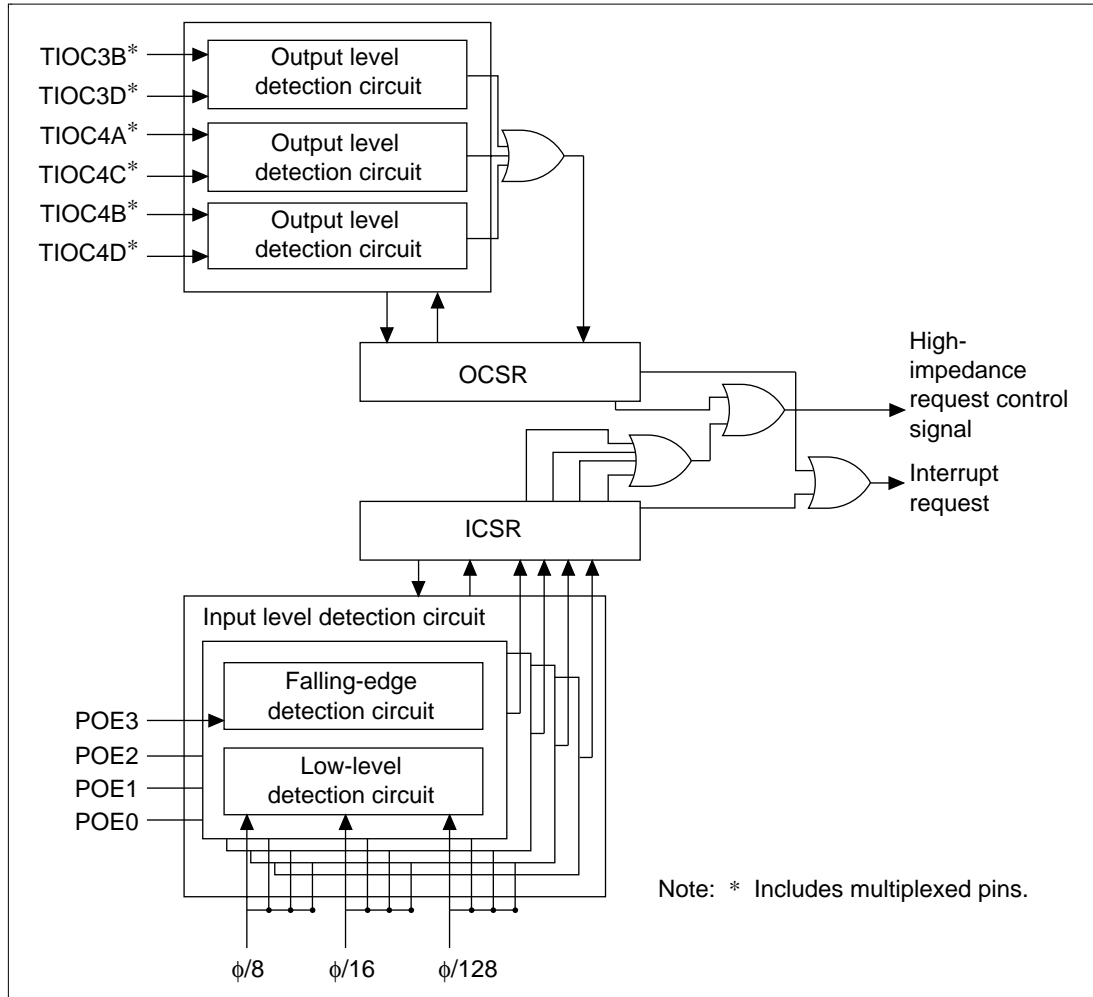 TIOC3B*
TIOC3D*
TIOC4A*
TIOC4C*
TIOC4B*
TIOC4D*
Output level
detection circuit
Output level
detection circuit
Output level
detection circuit
OCSR
High-
impedance
request control
signal
Interrupt
request
ICSR
Input level detection circuit
Falling-edge
detection circuit
Low-level
detection circuit
POE3
POE2
POE1
POE0
Note: * Includes multiplexed pins.
ϕ/8
ϕ/16
ϕ/128